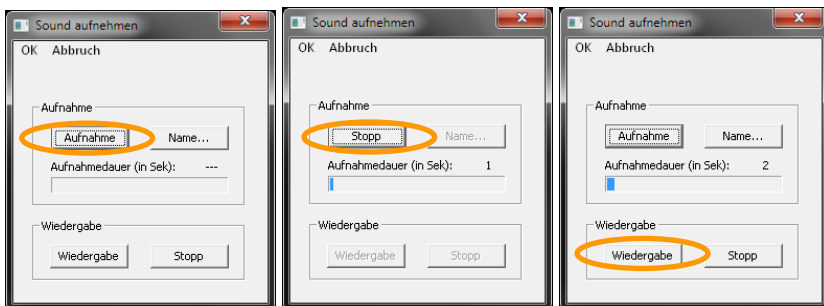 Sound aufnehmen
OK Abbruch
Aufnahme
Aufnahme Name...
Aufnahmedauer (in Sek): ---
Wiedergabe
Wiedergabe Stopp
Sound aufnehmen
OK Abbruch
Aufnahme
Stopp Name...
Aufnahmedauer (in Sek): 1
Wiedergabe
Wiedergabe Stopp
Sound aufnehmen
OK Abbruch
Aufnahme
Aufnahme Name...
Aufnahmedauer (in Sek): 2
Wiedergabe
Wiedergabe Stopp